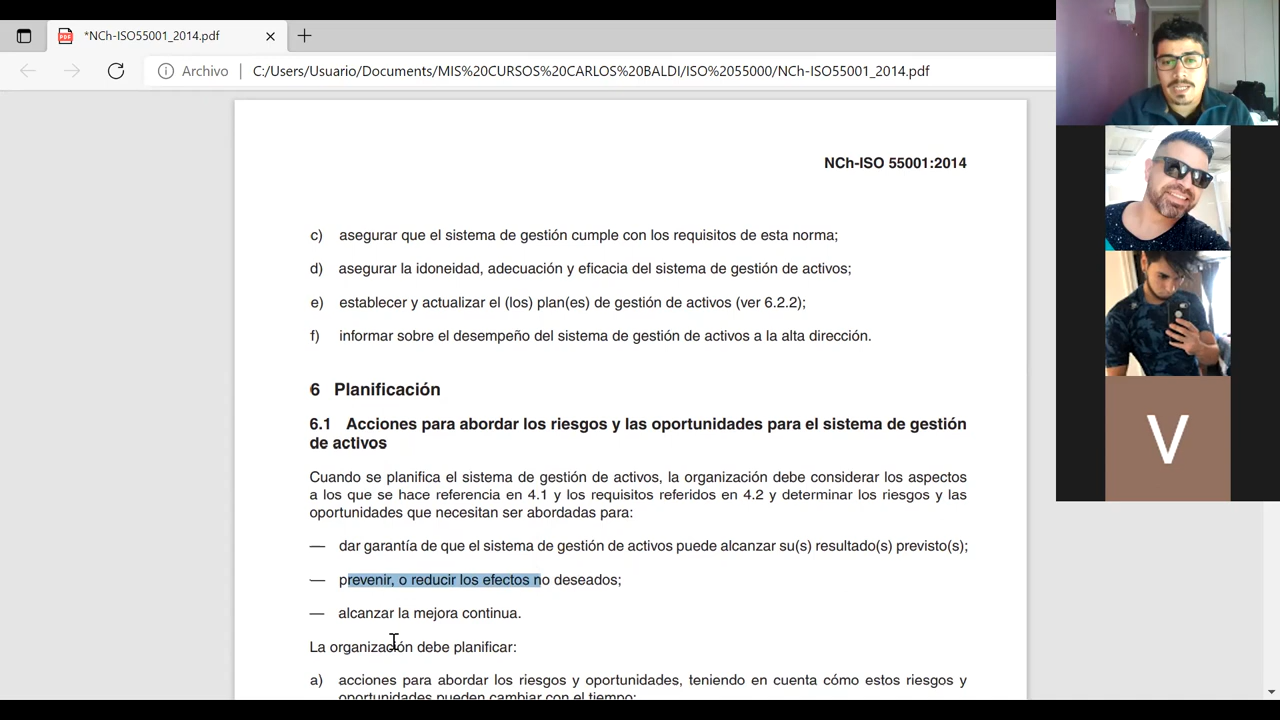 *NCh-ISO55001_2014.pdf
Archivo
C:/Users/Usuario/Documents/MIS%20CURSOS%20CARLOS%20BALDI/ISO%2055000/NCh-ISO55001_2014.pdf
NCh-ISO 55001:2014
c) asegurar que el sistema de gestión cumple con los requisitos de esta norma;
d) asegurar la idoneidad, adecuación y eficacia del sistema de gestión de activos;
e) establecer y actualizar el (los) plan(es) de gestión de activos (ver 6.2.2);
f) informar sobre el desempeño del sistema de gestión de activos a la alta dirección.
6 Planificación
6.1 Acciones para abordar los riesgos y las oportunidades para el sistema de gestión
de activos
Cuando se planifica el sistema de gestión de activos, la organización debe considerar los aspectos
a los que se hace referencia en 4.1 y los requisitos referidos en 4.2 y determinar los riesgos y las
oportunidades que necesitan ser abordadas para:
— dar garantía de que el sistema de gestión de activos puede alcanzar su(s) resultado(s) previsto(s);
— prevenir, o reducir los efectos no deseados;
— alcanzar la mejora continua.
La organización debe planificar:
a) acciones para abordar los riesgos y oportunidades, teniendo en cuenta cómo estos riesgos y
oportunidades pueden cambiar con el tiempo;
V